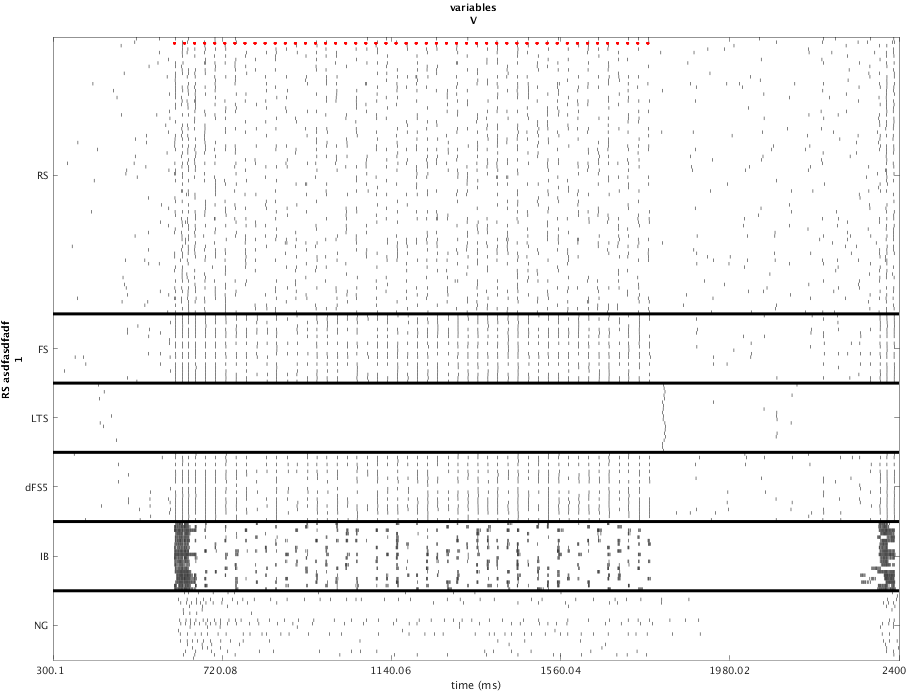 variables
V
RS
FS
LTS
dFS5
IB
NG
RS asdfasdfadf
1
300.1
720.08
1140.06
1560.04
1980.02
2400
time (ms)